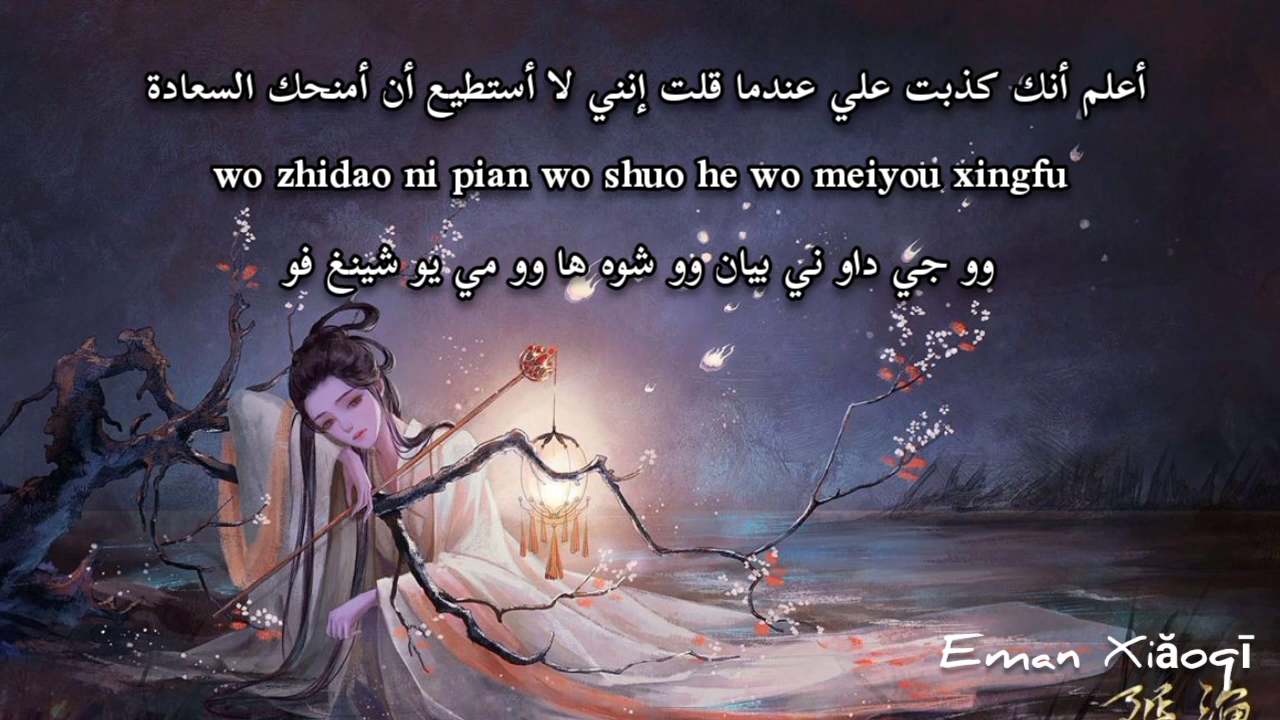 أعلم أنك كذبت علي عندما قلت إنني لا أستطيع أن أمنحك السعادة
wo zhidao ni pian wo shuo he wo meiyou xingfu
وو جي داو ني بيان وو شوه ها وو مي يو شينغ فو
Eman Xiǎoqī